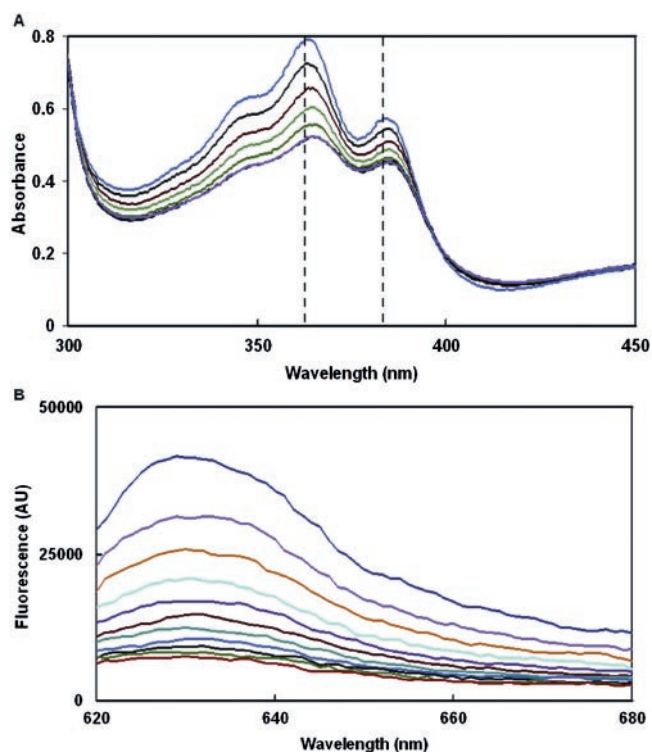 A
0.8
0.6
0.4
0.2
0
Absorbance
300 350 400 450
Wavelength (nm)
B
50000
25000
0
Fluorescence (AU)
620 640 660 680
Wavelength (nm)